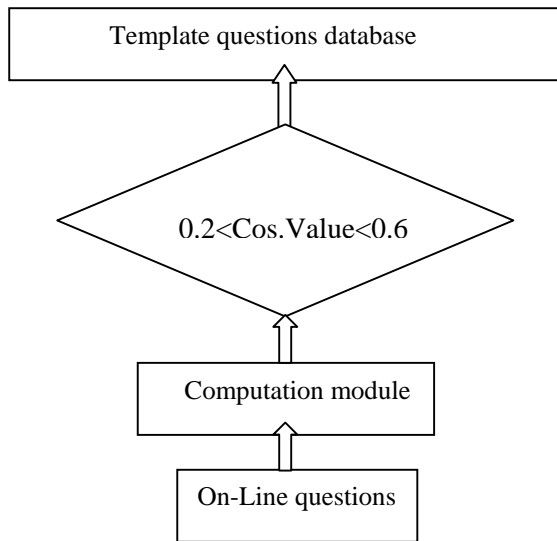 Template questions database
0.2<Cos.Value<0.6
Computation module
On-Line questions